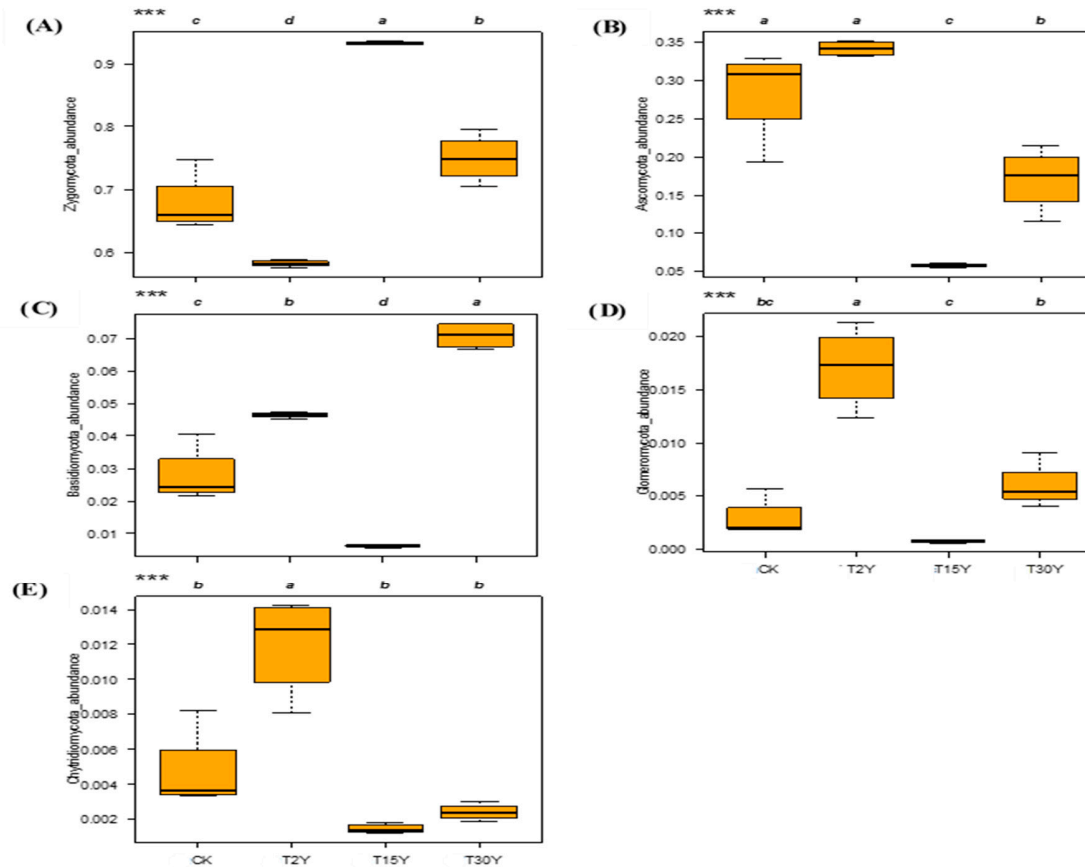 (A)
*** c d a b
Zygomycota_abundance
0.9
0.8
0.7
0.6
(B)
*** a a c b
Ascomycota_abundance
0.35
0.30
0.25
0.20
0.15
0.10
0.05
(C)
*** c b d a
Basidiomycota_abundance
0.07
0.06
0.05
0.04
0.03
0.02
0.01
(D)
*** bc a c b
Glomeromycota_abundance
0.020
0.015
0.010
0.005
0.000
CK T2Y T15Y T30Y
(E)
*** b a b b
Chytridiomycota_abundance
0.014
0.012
0.010
0.008
0.006
0.004
0.002
CK T2Y T15Y T30Y